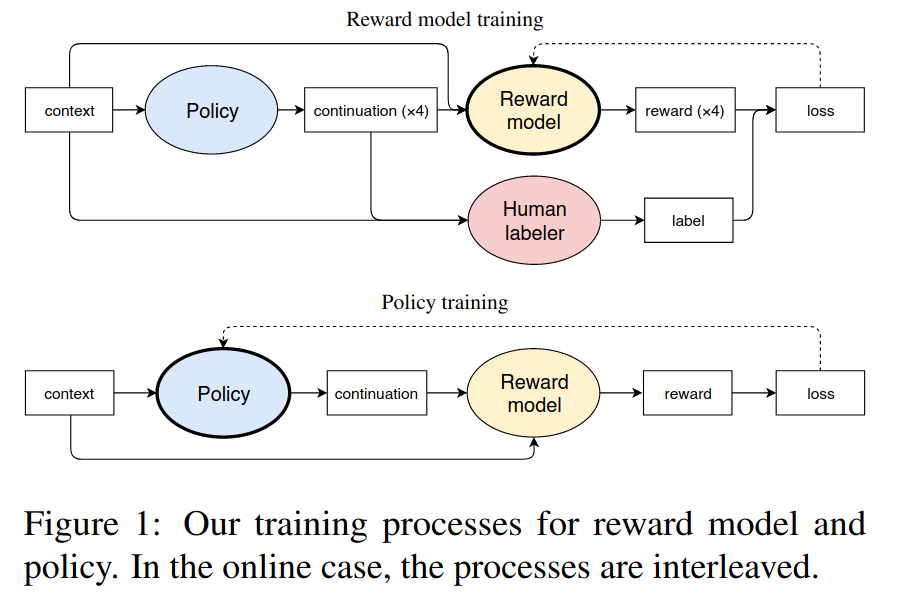 Reward model training
context
Policy
continuation (×4)
Reward
model
reward (×4)
loss
Human
labeler
label
Policy training
context
Policy
continuation
Reward
model
reward
loss
Figure 1: Our training processes for reward model and
policy. In the online case, the processes are interleaved.